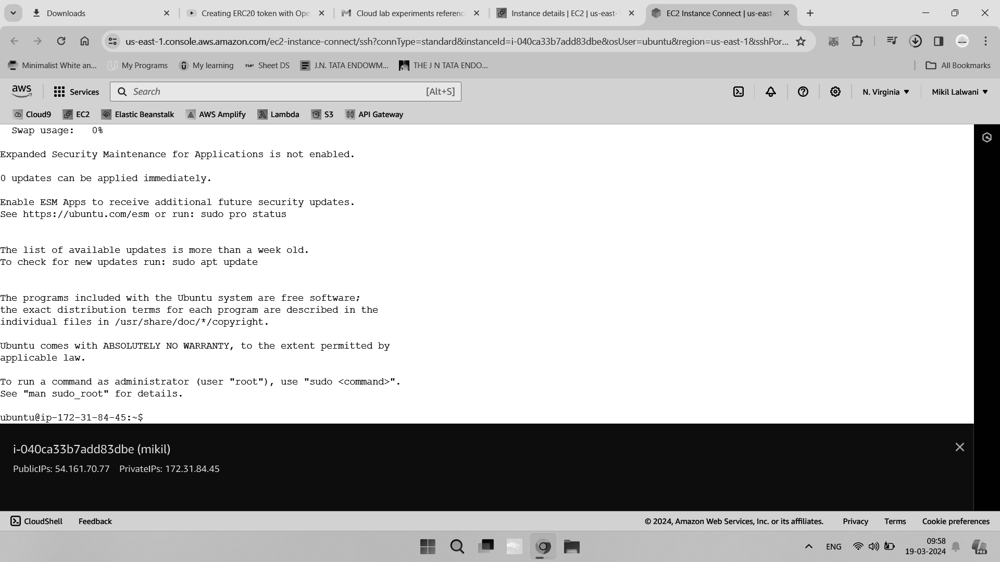 Downloads
Creating ERC20 token with Ope
Cloud lab experiments referenc
Instance details | EC2 | us-east-1
EC2 Instance Connect | us-east-
us-east-1.console.aws.amazon.com/ec2-instance-connect/ssh?connType=standard&instanceId=i-040ca33b7add83dbe&osUser=ubuntu&region=us-east-1&sshPor...
Minimalist White an...
My Programs
My learning
TUF Sheet DS
J.N. TATA ENDOWM...
THE J N TATA ENDO...
All Bookmarks
aws
Services
Search
[Alt+S]
N. Virginia
Mikil Lalwani
Cloud9
EC2
Elastic Beanstalk
AWS Amplify
Lambda
S3
API Gateway
Swap usage:   0%
Expanded Security Maintenance for Applications is not enabled.
0 updates can be applied immediately.
Enable ESM Apps to receive additional future security updates.
See https://ubuntu.com/esm or run: sudo pro status
The list of available updates is more than a week old.
To check for new updates run: sudo apt update
The programs included with the Ubuntu system are free software;
the exact distribution terms for each program are described in the
individual files in /usr/share/doc/*/copyright.
Ubuntu comes with ABSOLUTELY NO WARRANTY, to the extent permitted by
applicable law.
To run a command as administrator (user "root"), use "sudo <command>".
See "man sudo_root" for details.
ubuntu@ip-172-31-84-45:~$
i-040ca33b7add83dbe (mikil)
PublicIPs: 54.161.70.77   PrivateIPs: 172.31.84.45
CloudShell
Feedback
© 2024, Amazon Web Services, Inc. or its affiliates.
Privacy
Terms
Cookie preferences
ENG
09:58
19-03-2024
PRE